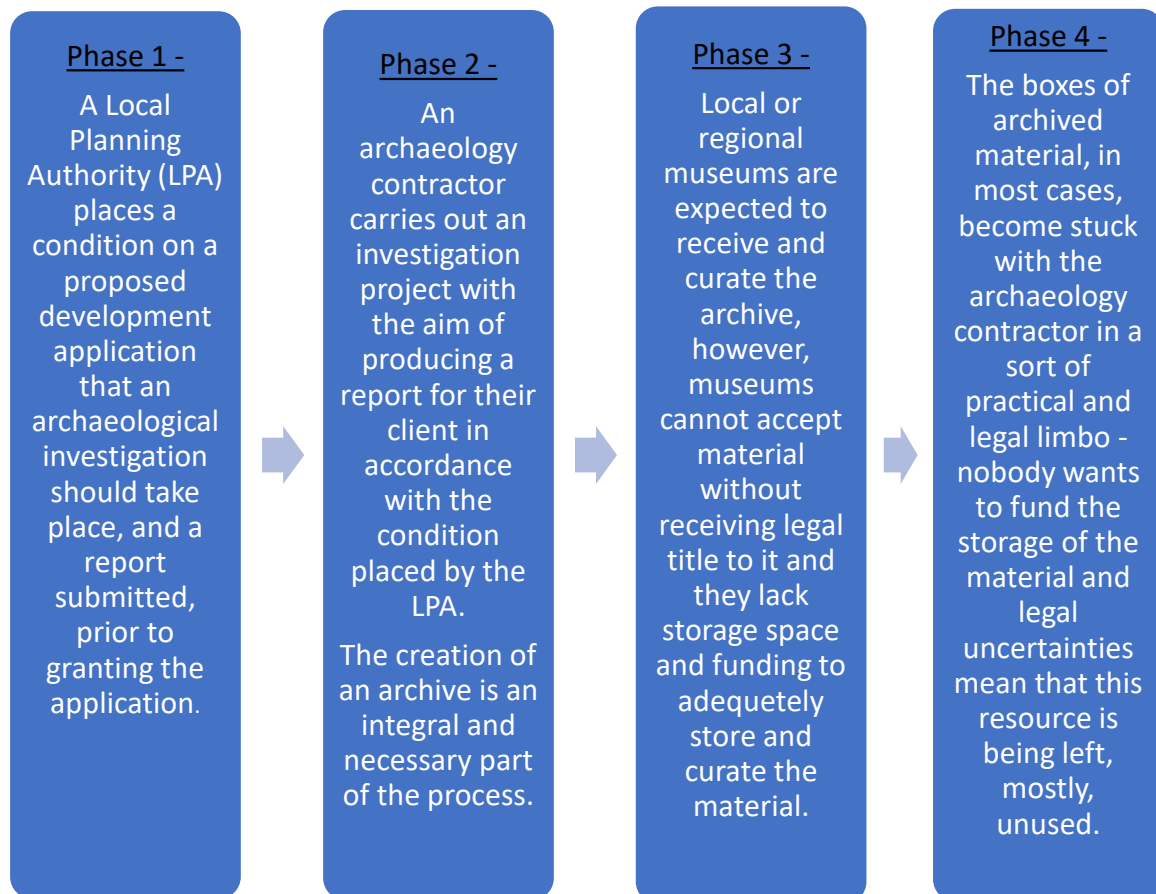 Phase 1 -
A Local
Planning
Authority (LPA)
places a
condition on a
proposed
development
application
that an
archaeological
investigation
should take
place, and a
report
submitted,
prior to
granting the
application.
Phase 2 -
An
archaeology
contractor
carries out an
investigation
project with
the aim of
producing a
report for their
client in
accordance
with the
condition
placed by the
LPA.
The creation of
an archive is an
integral and
necessary part
of the process.
Phase 3 -
Local or
regional
museums are
expected to
receive and
curate the
archive,
however,
museums
cannot accept
material
without
receiving legal
title to it and
they lack
storage space
and funding to
adequetely
store and
curate the
material.
Phase 4 -
The boxes of
archived
material, in
most cases,
become stuck
with the
archaeology
contractor in a
sort of
practical and
legal limbo -
nobody wants
to fund the
storage of the
material and
legal
uncertainties
mean that this
resource is
being left,
mostly,
unused.